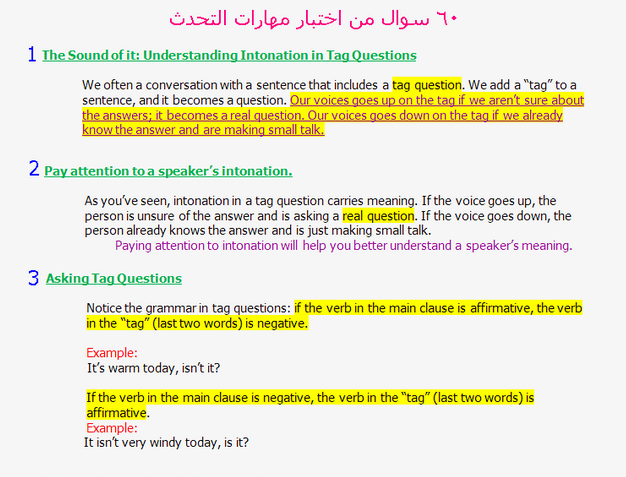 ٦٠ سوال من اختبار مهارات التحدث
1 The Sound of it: Understanding Intonation in Tag Questions
We often a conversation with a sentence that includes a tag question. We add a “tag” to a
sentence, and it becomes a question. Our voices goes up on the tag if we aren’t sure about
the answers; it becomes a real question. Our voices goes down on the tag if we already
know the answer and are making small talk.
2 Pay attention to a speaker’s intonation.
As you’ve seen, intonation in a tag question carries meaning. If the voice goes up, the
person is unsure of the answer and is asking a real question. If the voice goes down, the
person already knows the answer and is just making small talk.
Paying attention to intonation will help you better understand a speaker’s meaning.
3 Asking Tag Questions
Notice the grammar in tag questions: if the verb in the main clause is affirmative, the verb
in the “tag” (last two words) is negative.
Example:
It’s warm today, isn’t it?
If the verb in the main clause is negative, the verb in the “tag” (last two words) is
affirmative.
Example:
It isn’t very windy today, is it?